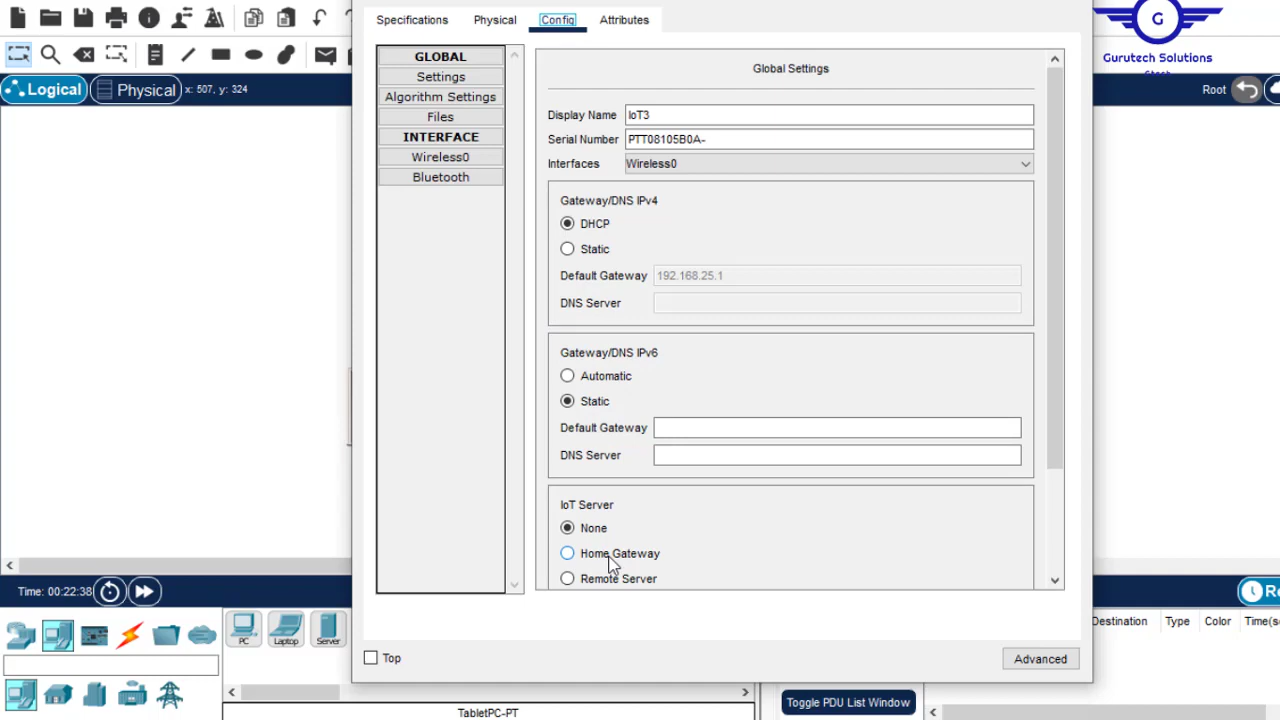 Specifications
Physical
Config
Attributes
G
Gurutech Solutions
Logical
Physical
x: 507, y: 324
Root
GLOBAL
Settings
Algorithm Settings
Files
INTERFACE
Wireless0
Bluetooth
Global Settings
Display Name IoT3
Serial Number PTT08105B0A-
Interfaces Wireless0
Gateway/DNS IPv4
DHCP
Static
Default Gateway 192.168.25.1
DNS Server
Gateway/DNS IPv6
Automatic
Static
Default Gateway
DNS Server
IoT Server
None
Home Gateway
Remote Server
Top
Advanced
Time: 00:22:38
PC
Laptop
Server
TabletPC-PT
Re
Destination Type Color Time(s
Toggle PDU List Window